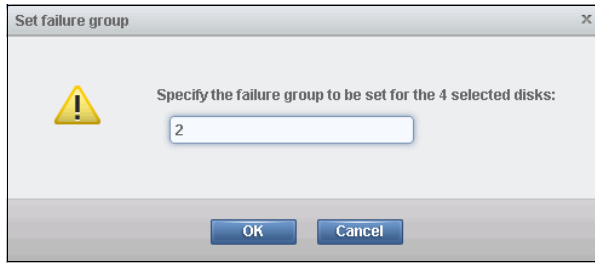 Set failure group x
Specify the failure group to be set for the 4 selected disks:
2
OK Cancel